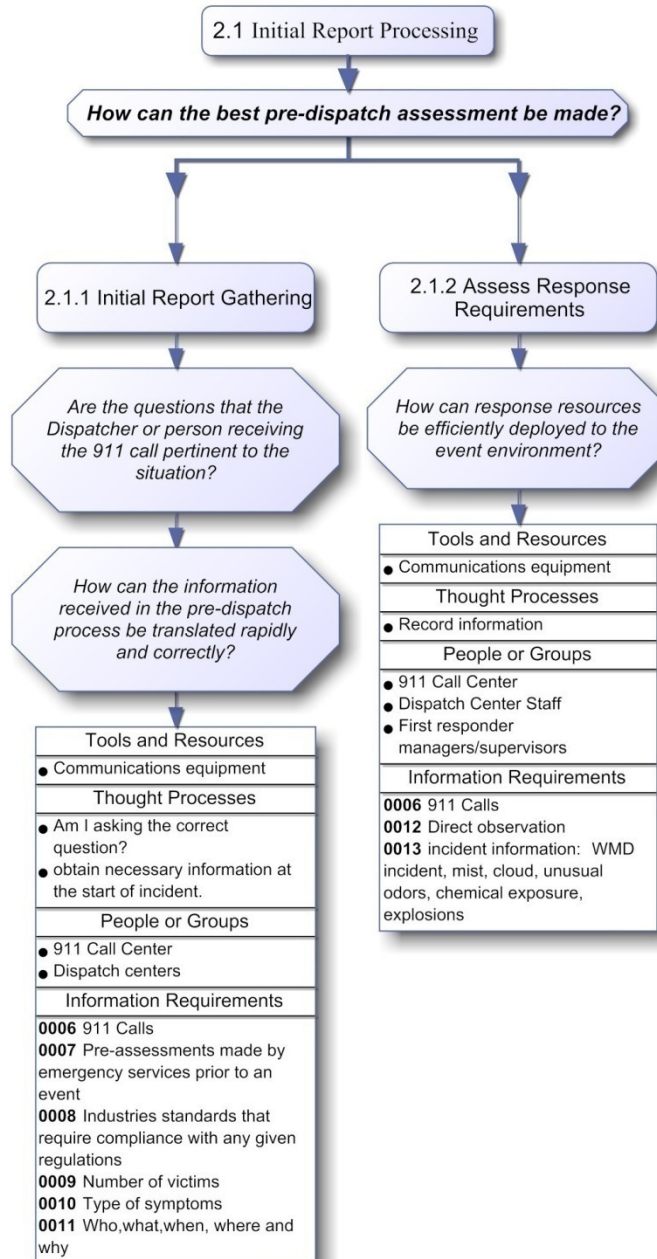 2.1 Initial Report Processing
How can the best pre-dispatch assessment be made?
2.1.1 Initial Report Gathering
Are the questions that the
Dispatcher or person receiving
the 911 call pertinent to the
situation?
How can the information
received in the pre-dispatch
process be translated rapidly
and correctly?
Tools and Resources
● Communications equipment
Thought Processes
● Am I asking the correct
question?
● obtain necessary information at
the start of incident.
People or Groups
● 911 Call Center
● Dispatch centers
Information Requirements
0006 911 Calls
0007 Pre-assessments made by
emergency services prior to an
event
0008 Industries standards that
require compliance with any given
regulations
0009 Number of victims
0010 Type of symptoms
0011 Who,what,when, where and
why
2.1.2 Assess Response
Requirements
How can response resources
be efficiently deployed to the
event environment?
Tools and Resources
● Communications equipment
Thought Processes
● Record information
People or Groups
● 911 Call Center
● Dispatch Center Staff
● First responder
managers/supervisors
Information Requirements
0006 911 Calls
0012 Direct observation
0013 incident information: WMD
incident, mist, cloud, unusual
odors, chemical exposure,
explosions